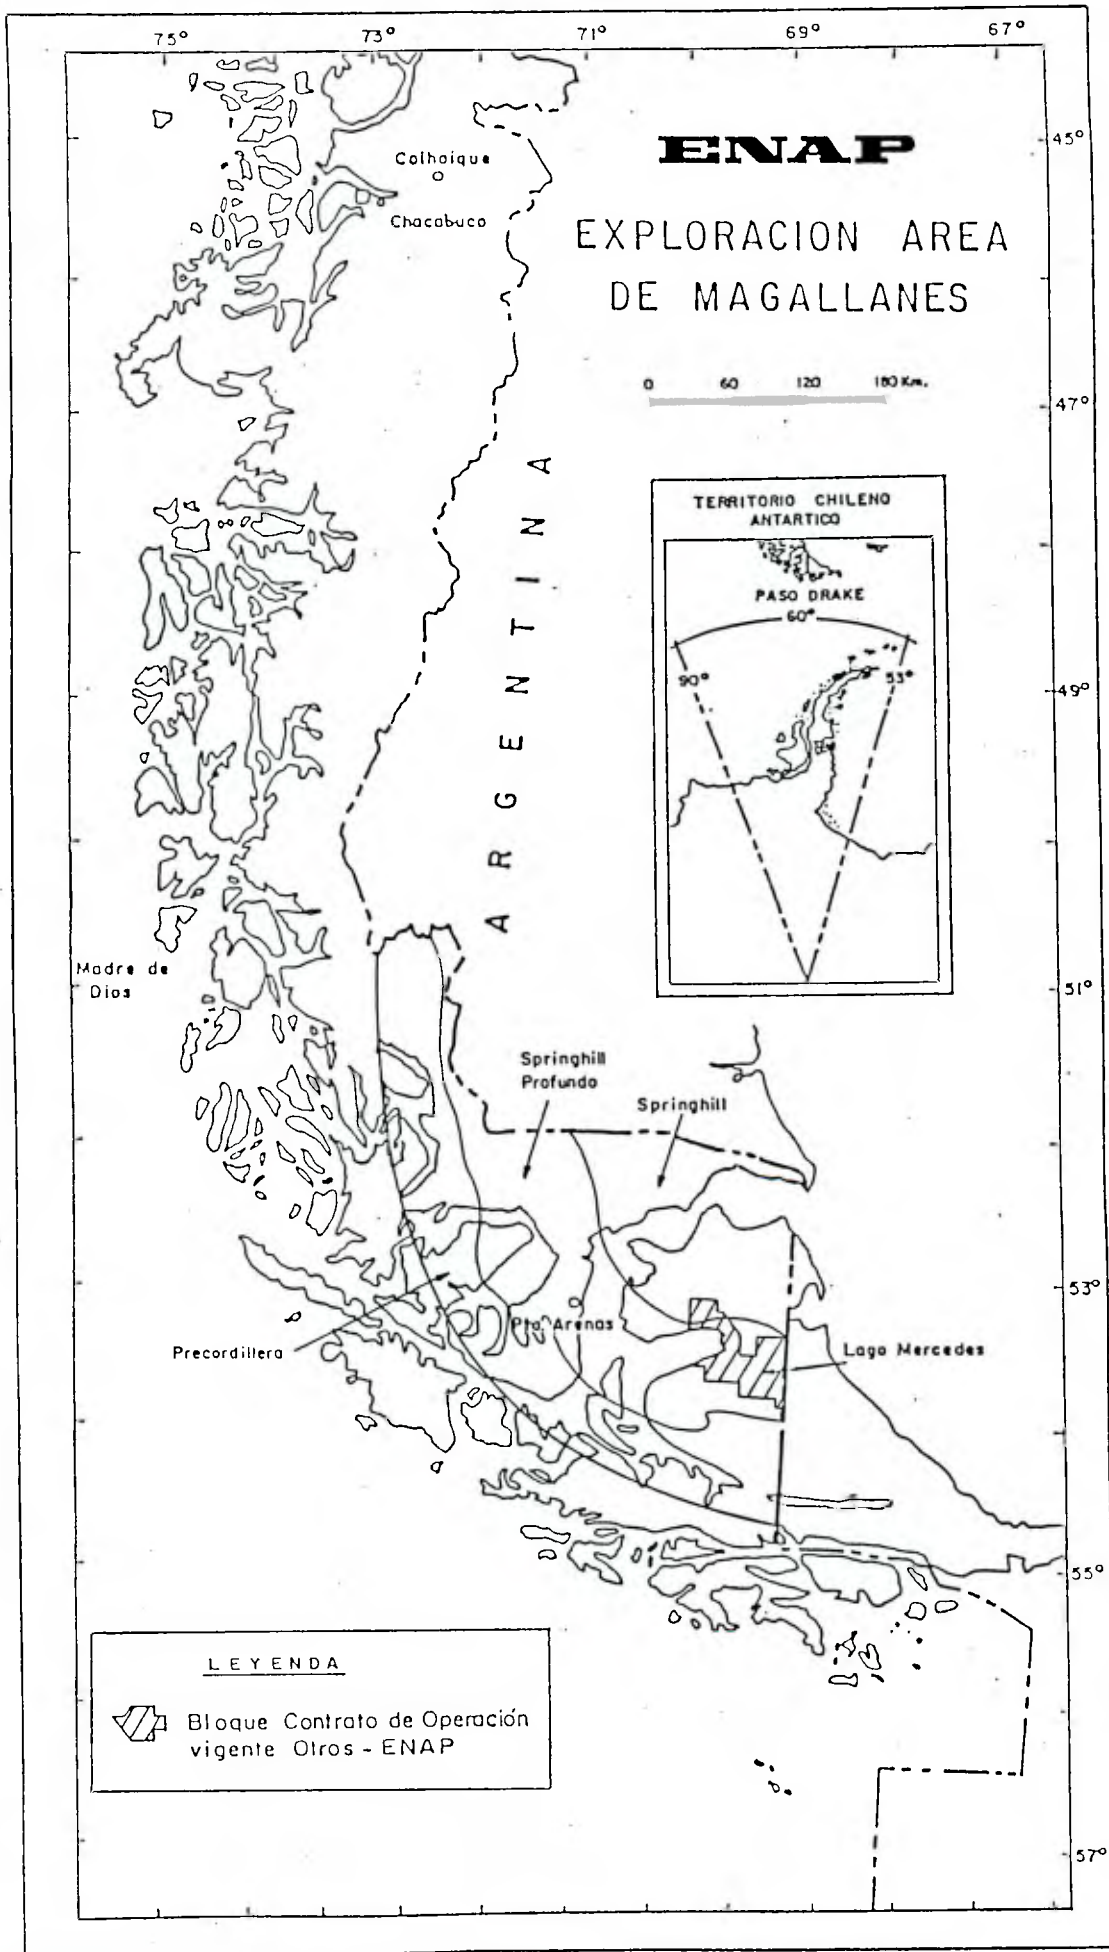 75° 73° 71° 69° 67°
ENAP
EXPLORACION AREA
DE MAGALLANES
0 60 120 180 Km.
45°
47°
49°
51°
53°
55°
57°
Colhaique
Chacabuco
ARGENTINA
TERRITORIO CHILENO
ANTARTICO
PASO DRAKE
60°
90° 53°
Madre de
Dios
Springhill
Profundo
Springhill
Precordillera
Pta. Arenas
Lago Mercedes
LEYENDA
Bloque Contrato de Operación
vigente Otros - ENAP